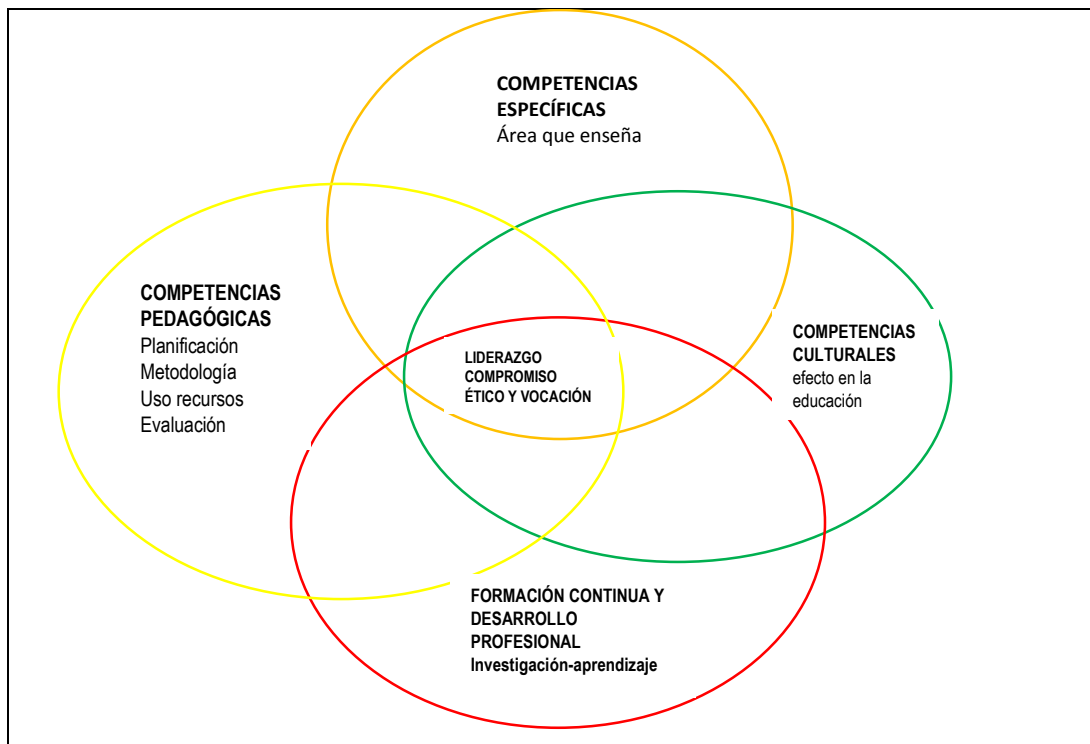 COMPETENCIAS
ESPECÍFICAS
Área que enseña
COMPETENCIAS
PEDAGÓGICAS
Planificación
Metodología
Uso recursos
Evaluación
LIDERAZGO
COMPROMISO
ÉTICO Y VOCACIÓN
COMPETENCIAS
CULTURALES
efecto en la
educación
FORMACIÓN CONTINUA Y
DESARROLLO
PROFESIONAL
Investigación-aprendizaje